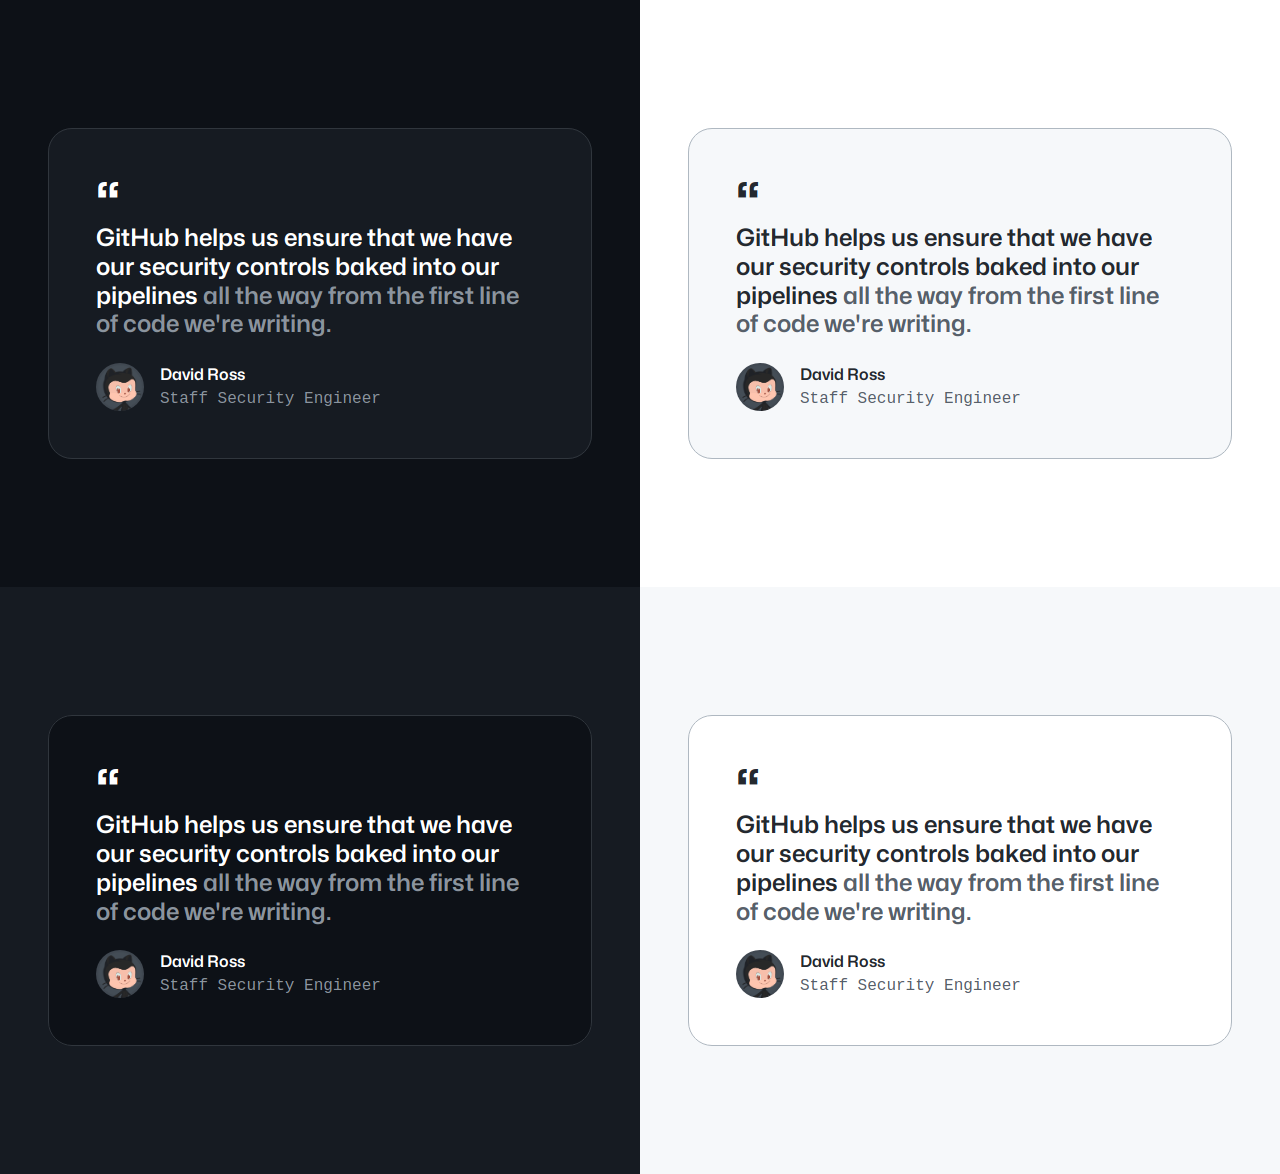 “
GitHub helps us ensure that we have
our security controls baked into our
pipelines all the way from the first line
of code we're writing.
David Ross
Staff Security Engineer
“
GitHub helps us ensure that we have
our security controls baked into our
pipelines all the way from the first line
of code we're writing.
David Ross
Staff Security Engineer
“
GitHub helps us ensure that we have
our security controls baked into our
pipelines all the way from the first line
of code we're writing.
David Ross
Staff Security Engineer
“
GitHub helps us ensure that we have
our security controls baked into our
pipelines all the way from the first line
of code we're writing.
David Ross
Staff Security Engineer